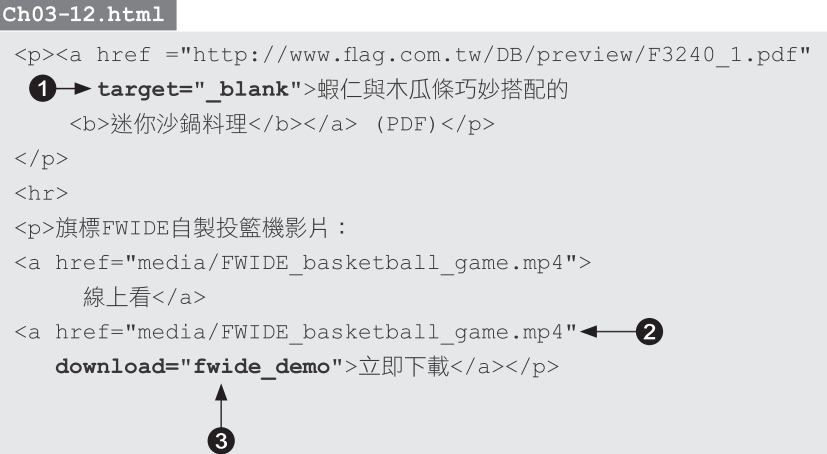 Ch03-12.html
<p><a href ="http://www.flag.com.tw/DB/preview/F3240_1.pdf"
❶ target="_blank">蝦仁與木瓜條巧妙搭配的
<b>迷你沙鍋料理</b></a> (PDF)</p>
</p>
<hr>
<p>旗標FWIDE自製投籃機影片：
<a href="media/FWIDE_basketball_game.mp4">
線上看</a>
<a href="media/FWIDE_basketball_game.mp4" ❷
download="fwide_demo">立即下載</a></p>
❸